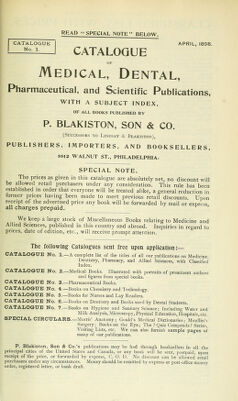 READ "SPECIAL NOTE" BELOW.
CATALOGUE
No. 1.
APRIL, 1898.
CATALOGUE
OF
MEDICAL, DENTAL,
Pharmaceutical, and Scientific Publications,
WITH A SUBJECT INDEX,
OF ALL BOOKS PUBLISHED BY
P. BLAKISTON, SON & CO.
(SUCCESSORS TO LINDSAY & BLAKISTON),
PUBLISHERS, IMPORTERS, AND BOOKSELLERS,
1012 WALNUT ST., PHILADELPHIA.
SPECIAL NOTE.
The prices as given in this catalogue are absolutely net, no discount will
be allowed retail purchasers under any consideration. This rule has been
established in order that everyone will be treated alike, a general reduction in
former prices having been made to meet previous retail discounts. Upon
receipt of the advertised price any book will be forwarded by mail or express,
all charges prepaid.
We keep a large stock of Miscellaneous Books relating to Medicine and
Allied Sciences, published in this country and abroad. Inquiries in regard to
prices, date of edition, etc., will receive prompt attention.
The following Catalogues sent free upon application:—
CATALOGUE No. 1.—A complete list of the titles of all our publications on Medicine,
Dentistry, Pharmacy, and Allied Sciences, with Classified
Index.
CATALOGUE No. 2.—Medical Books. Illustrated with portraits of prominent authors
and figures from special books.
CATALOGUE No. 3.—Pharmaceutical Books.
CATALOGUE No. 4.—Books on Chemistry and Technology.
CATALOGUE No. 5.—Books for Nurses and Lay Readers.
CATALOGUE No. 6.—Books on Dentistry and Books used by Dental Students.
CATALOGUE No. 7.—Books on Hygiene and Sanitary Science; Including Water and
Milk Analysis, Microscopy, Physical Education, Hospitals, etc.
SPECIAL CIRCULARS.—Morris' Anatomy; Gould's Medical Dictionaries; Moullin's
Surgery; Books on the Eye; The ? Quiz Compends ? Series,
Visiting Lists, etc. We can also furnish sample pages of
many of our publications.
P. Blakiston, Son & Co.'s publications may be had through booksellers in all the
principal cities of the United States and Canada, or any book will be sent, postpaid, upon
receipt of the price, or forwarded by express, C. O. D. No discount can be allowed retail
purchasers under any circumstances. Money should be remitted by express or post office money
order, registered letter, or bank draft.